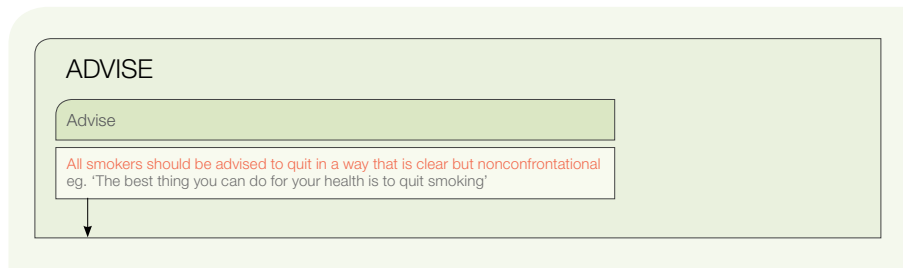 ADVISE
Advise
All smokers should be advised to quit in a way that is clear but nonconfrontational
eg. ‘The best thing you can do for your health is to quit smoking’